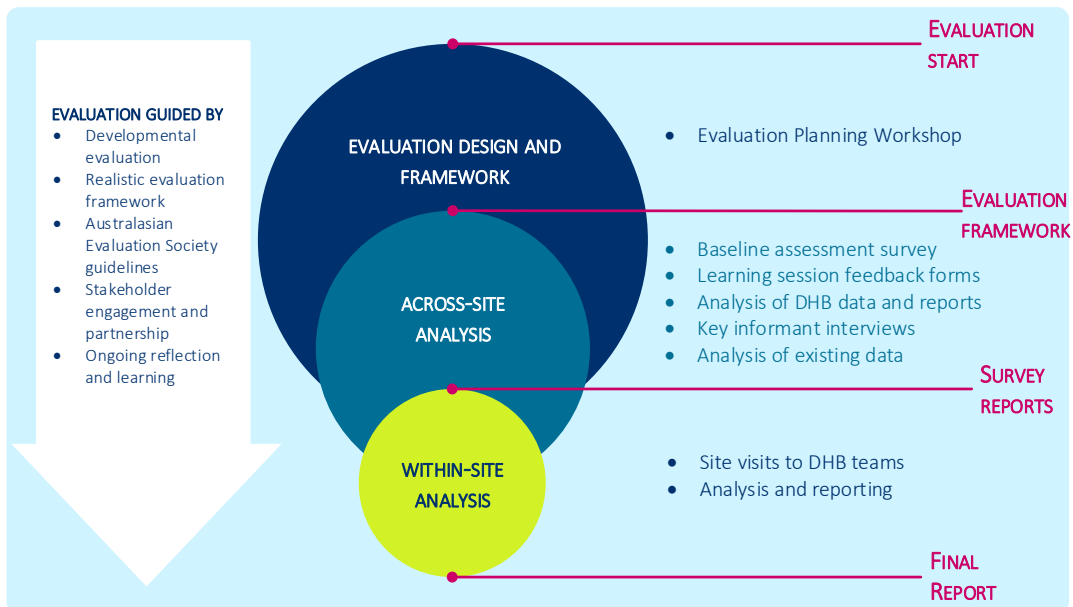 EVALUATION GUIDED BY
• Developmental
evaluation
• Realistic evaluation
framework
• Australasian
Evaluation Society
guidelines
• Stakeholder
engagement and
partnership
• Ongoing reflection
and learning
EVALUATION DESIGN AND
FRAMEWORK
ACROSS-SITE
ANALYSIS
WITHIN-SITE
ANALYSIS
EVALUATION
START
• Evaluation Planning Workshop
EVALUATION
FRAMEWORK
• Baseline assessment survey
• Learning session feedback forms
• Analysis of DHB data and reports
• Key informant interviews
• Analysis of existing data
SURVEY
REPORTS
• Site visits to DHB teams
• Analysis and reporting
FINAL
REPORT